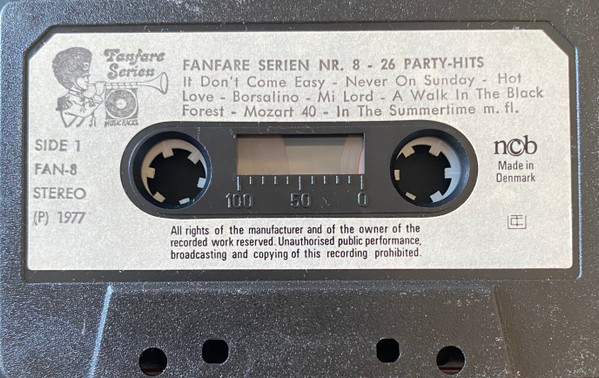 Fanfare
Serien
MUSIC RACKS
FANFARE SERIEN NR. 8 - 26 PARTY-HITS
It Don't Come Easy - Never On Sunday - Hot
Love - Borsalino - Mi Lord - A Walk In The Black
Forest - Mozart 40 - In The Summertime m. fl.
SIDE 1
FAN-8
STEREO
(P) 1977
100 50 0
ncb
Made in
Denmark
All rights of the manufacturer and of the owner of the
recorded work reserved. Unauthorised public performance,
broadcasting and copying of this recording prohibited.